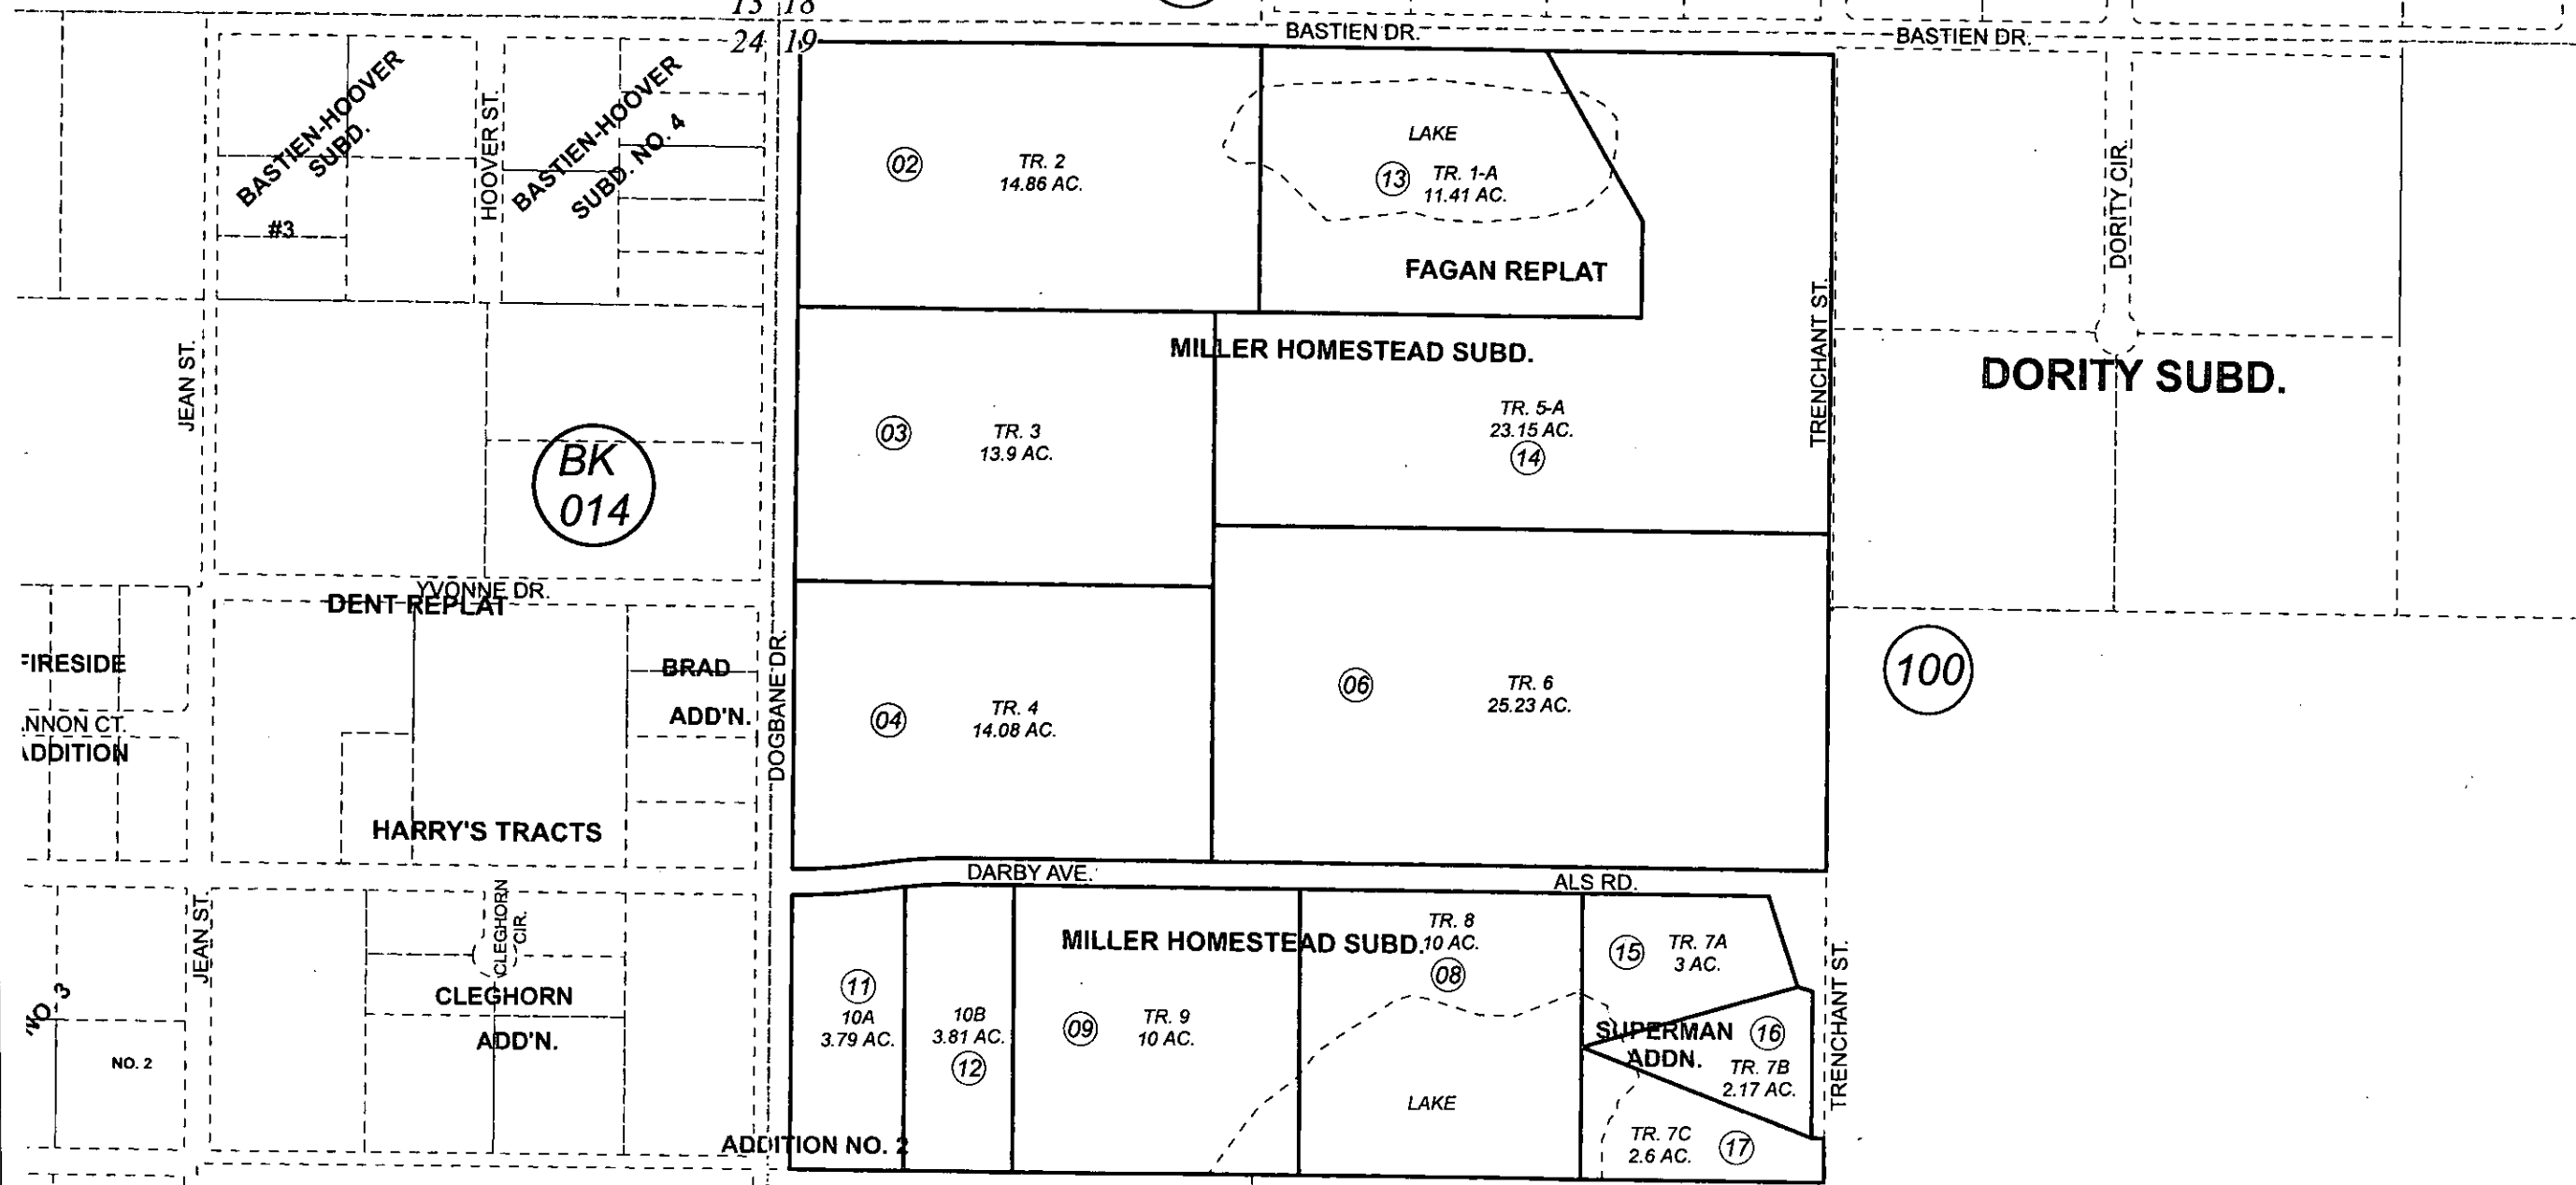 13 18
24 19
BASTIEN DR.
BASTIEN DR.
BASTIEN-HOOVER
SUBD.
#3
HOOVER ST.
BASTIEN-HOOVER
SUBD. NO. 4
02
TR. 2
14.86 AC.
LAKE
13
TR. 1-A
11.41 AC.
FAGAN REPLAT
DORITY CIR.
TRENCHANT ST.
MILLER HOMESTEAD SUBD.
DORITY SUBD.
JEAN ST.
BK
014
03
TR. 3
13.9 AC.
TR. 5-A
23.15 AC.
14
YVONNE DR.
DENT REPLAT
FIRESIDE
NNON CT.
ADDITION
BRAD
ADD'N.
DOGBANE DR.
04
TR. 4
14.08 AC.
06
TR. 6
25.23 AC.
100
HARRY'S TRACTS
DARBY AVE.
ALS RD.
JEAN ST.
CLEGHORN
CIR.
CLEGHORN
ADD'N.
NO. 3
NO. 2
MILLER HOMESTEAD SUBD.
11
10A
3.79 AC.
10B
3.81 AC.
12
09
TR. 9
10 AC.
TR. 8
10 AC.
08
LAKE
15
TR. 7A
3 AC.
SUPERMAN
ADDN.
16
TR. 7B
2.17 AC.
TR. 7C
2.6 AC.
17
TRENCHANT ST.
ADDITION NO. 2